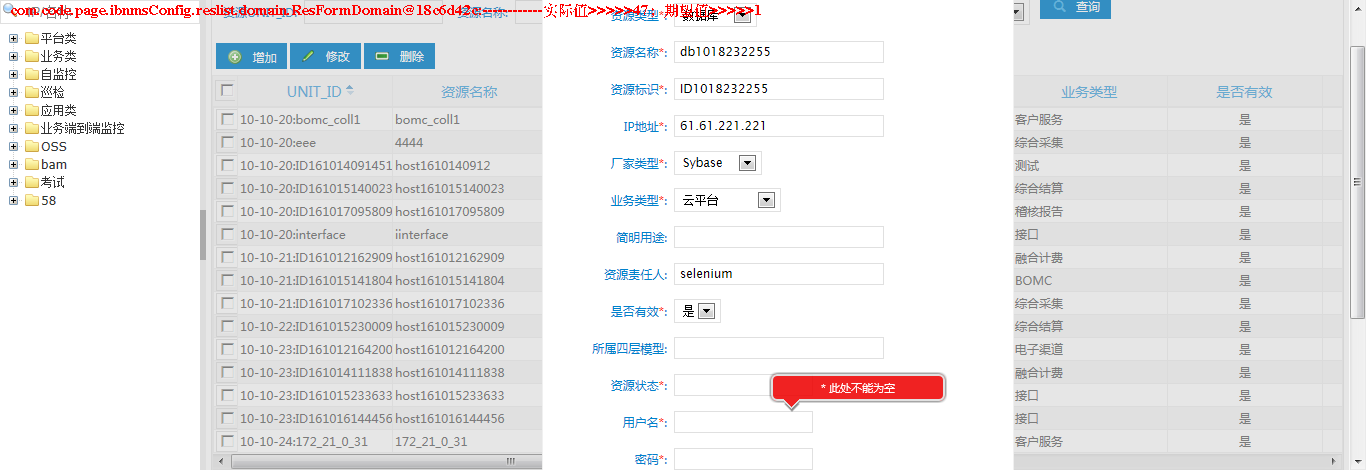 com.code.page.ibnmsConfig.reslist.domain.ResFormDomain@18c6d42c----------实际值>>>>>47；期望值>>>>>1
平台类
业务类
自监控
巡检
应用类
业务端到端监控
OSS
bam
考试
58
资源UNIT_ID: 资源名称: 查询
增加 修改 删除
UNIT_ID 资源名称 业务类型 是否有效
10-10-20:bomc_coll1 bomc_coll1 客户服务 是
10-10-20:eee 4444 综合采集 是
10-10-20:ID161014091451 host1610140912 测试 是
10-10-20:ID161015140023 host161015140023 综合结算 是
10-10-20:ID161017095809 host161017095809 稽核报告 是
10-10-20:interface iinterface 接口 是
10-10-21:ID161012162909 host161012162909 融合计费 是
10-10-21:ID161015141804 host161015141804 BOMC 是
10-10-21:ID161017102336 host161017102336 综合采集 是
10-10-22:ID161015230009 host161015230009 综合结算 是
10-10-23:ID161012164200 host161012164200 电子渠道 是
10-10-23:ID161014111838 host161014111838 融合计费 是
10-10-23:ID161015233633 host161015233633 接口 是
10-10-23:ID161016144456 host161016144456 接口 是
10-10-24:172_21_0_31 172_21_0_31 客户服务 是
资源类型*: 数据库
资源名称*: db1018232255
资源标识*: ID1018232255
IP地址*: 61.61.221.221
厂家类型*: Sybase
业务类型*: 云平台
简明用途:
资源责任人: selenium
是否有效*: 是
所属四层模型:
资源状态*:
* 此处不能为空
用户名*:
密码*: